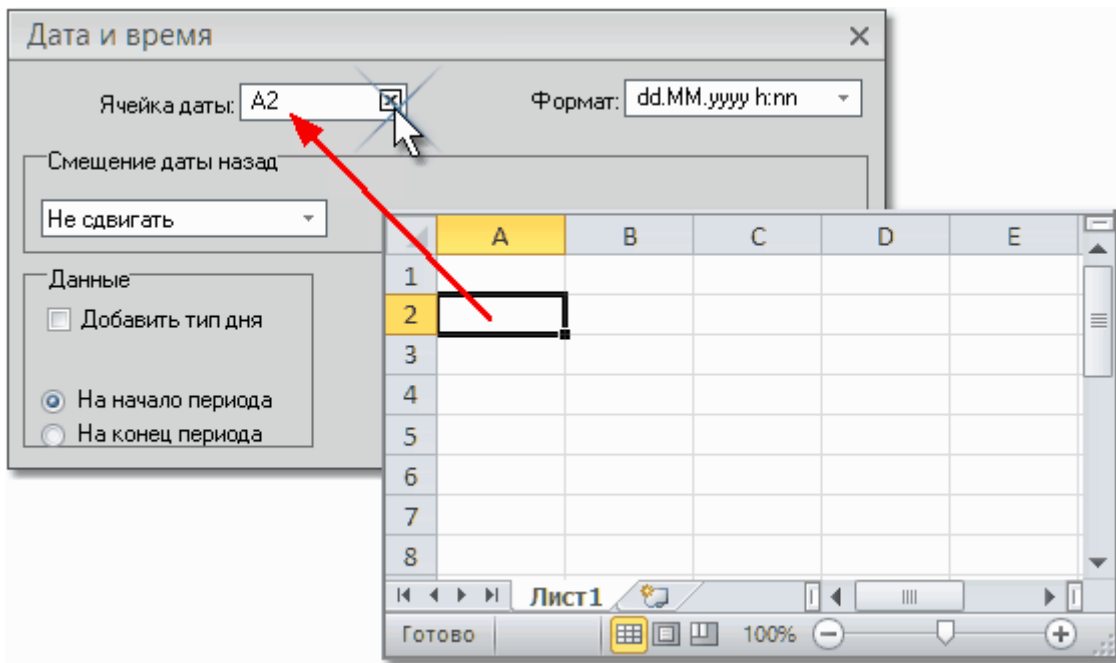 Дата и время
Ячейка даты: A2 Формат: dd.MM.yyyy h:nn
Смещение даты назад
Не сдвигать
Данные
Добавить тип дня
На начало периода
На конец периода
A B C D E
1
2
3
4
5
6
7
8
Лист1
Готово 100%